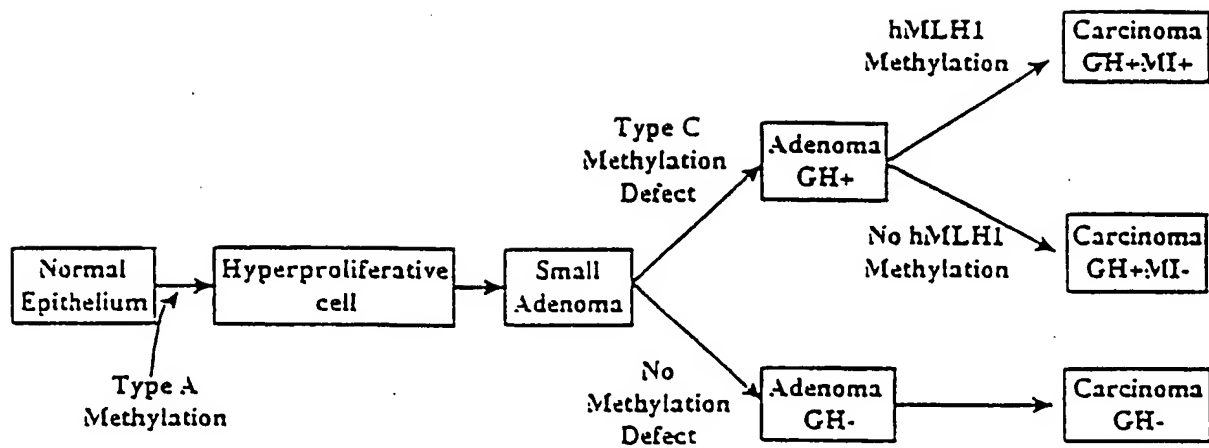 Normal
Epithelium
Type A
Methylation
Hyperproliferative
cell
Small
Adenoma
Type C
Methylation
Defect
Adenoma
GH+
hMLH1
Methylation
Carcinoma
GH+MI+
No hMLH1
Methylation
Carcinoma
GH+MI-
No
Methylation
Defect
Adenoma
GH-
Carcinoma
GH-